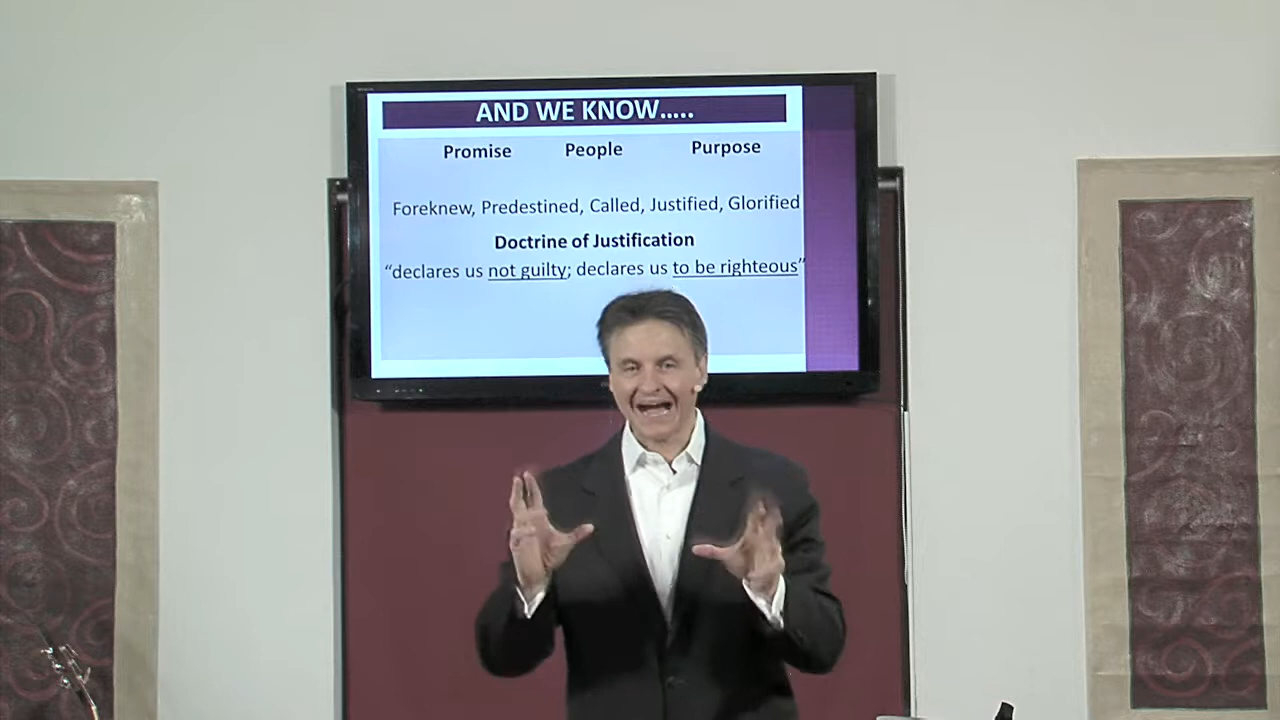 AND WE KNOW.....
Promise People Purpose
Foreknew, Predestined, Called, Justified, Glorified
Doctrine of Justification
“declares us not guilty; declares us to be righteous”